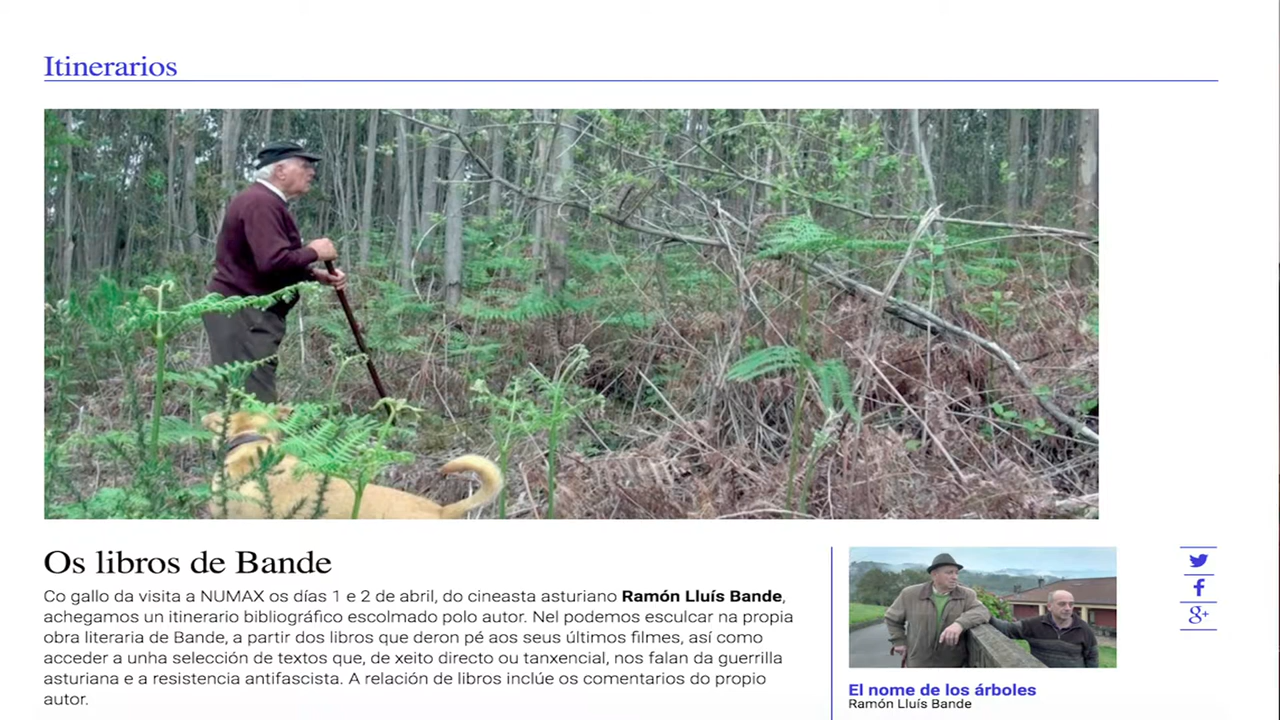 Itinerarios
Os libros de Bande
Co gallo da visita a NUMAX os días 1 e 2 de abril, do cineasta asturiano Ramón Lluís Bande,
achegamos un itinerario bibliográfico escolmado polo autor. Nel podemos esculcar na propia
obra literaria de Bande, a partir dos libros que deron pé aos seus últimos filmes, así como
acceder a unha selección de textos que, de xeito directo ou tanxencial, nos falan da guerrilla
asturiana e a resistencia antifascista. A relación de libros inclúe os comentarios do propio
autor.
El nome de los árboles
Ramón Lluís Bande